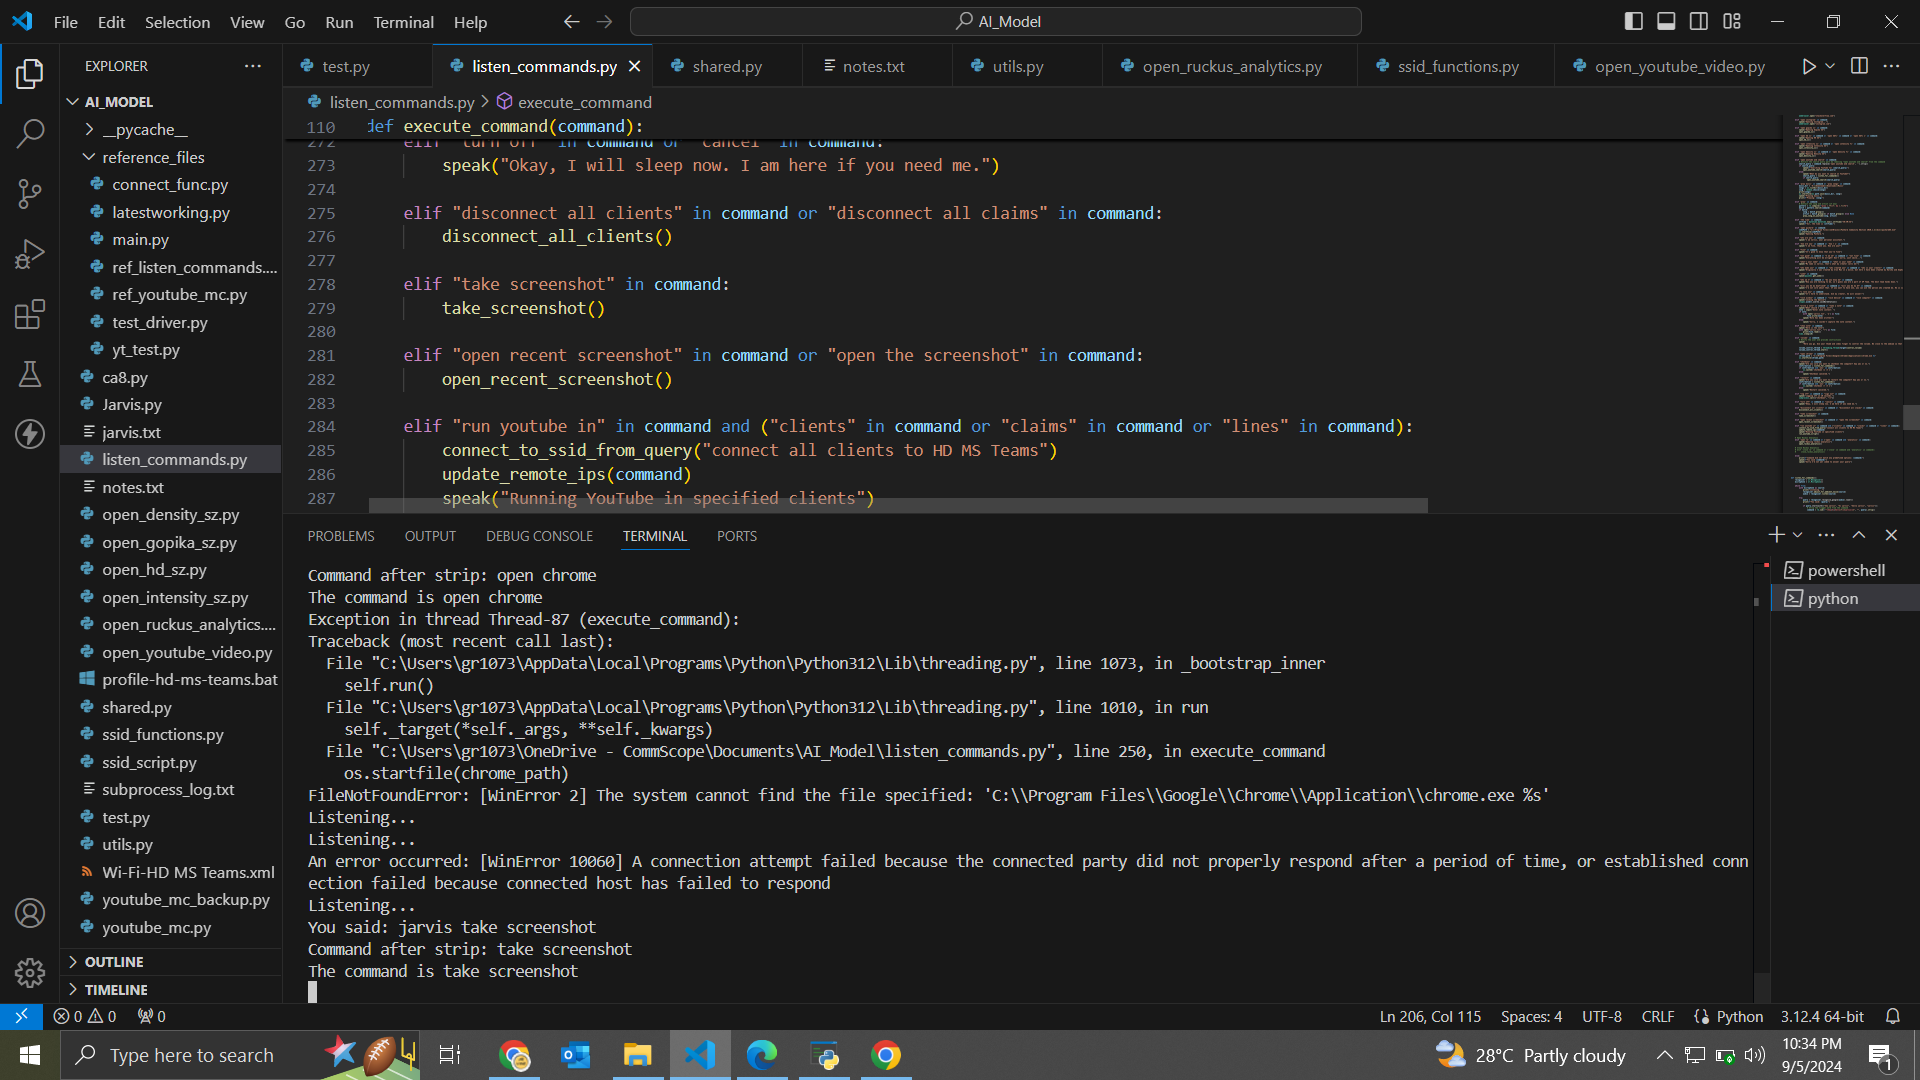 File Edit Selection View Go Run Terminal Help
AI_Model
EXPLORER
AI_MODEL
__pycache__
reference_files
connect_func.py
latestworking.py
main.py
ref_listen_commands....
ref_youtube_mc.py
test_driver.py
yt_test.py
ca8.py
Jarvis.py
jarvis.txt
listen_commands.py
notes.txt
open_density_sz.py
open_gopika_sz.py
open_hd_sz.py
open_intensity_sz.py
open_ruckus_analytics....
open_youtube_video.py
profile-hd-ms-teams.bat
shared.py
ssid_functions.py
ssid_script.py
subprocess_log.txt
test.py
utils.py
Wi-Fi-HD MS Teams.xml
youtube_mc_backup.py
youtube_mc.py
OUTLINE
TIMELINE
test.py listen_commands.py shared.py notes.txt utils.py open_ruckus_analytics.py ssid_functions.py open_youtube_video.py
listen_commands.py > execute_command
110 def execute_command(command):
272 elif "turn off" in command or "cancel" in command:
273 speak("Okay, I will sleep now. I am here if you need me.")
274
275 elif "disconnect all clients" in command or "disconnect all claims" in command:
276 disconnect_all_clients()
277
278 elif "take screenshot" in command:
279 take_screenshot()
280
281 elif "open recent screenshot" in command or "open the screenshot" in command:
282 open_recent_screenshot()
283
284 elif "run youtube in" in command and ("clients" in command or "claims" in command or "lines" in command):
285 connect_to_ssid_from_query("connect all clients to HD MS Teams")
286 update_remote_ips(command)
287 speak("Running YouTube in specified clients")
PROBLEMS OUTPUT DEBUG CONSOLE TERMINAL PORTS
powershell
python
Command after strip: open chrome
The command is open chrome
Exception in thread Thread-87 (execute_command):
Traceback (most recent call last):
File "C:\Users\gr1073\AppData\Local\Programs\Python\Python312\Lib\threading.py", line 1073, in _bootstrap_inner
self.run()
File "C:\Users\gr1073\AppData\Local\Programs\Python\Python312\Lib\threading.py", line 1010, in run
self._target(*self._args, **self._kwargs)
File "C:\Users\gr1073\OneDrive - CommScope\Documents\AI_Model\listen_commands.py", line 250, in execute_command
os.startfile(chrome_path)
FileNotFoundError: [WinError 2] The system cannot find the file specified: 'C:\\Program Files\\Google\\Chrome\\Application\\chrome.exe %s'
Listening...
Listening...
An error occurred: [WinError 10060] A connection attempt failed because the connected party did not properly respond after a period of time, or established conn
ection failed because connected host has failed to respond
Listening...
You said: jarvis take screenshot
Command after strip: take screenshot
The command is take screenshot
0 0 0 Ln 206, Col 115 Spaces: 4 UTF-8 CRLF Python 3.12.4 64-bit
Type here to search
28°C Partly cloudy
10:34 PM
9/5/2024
1